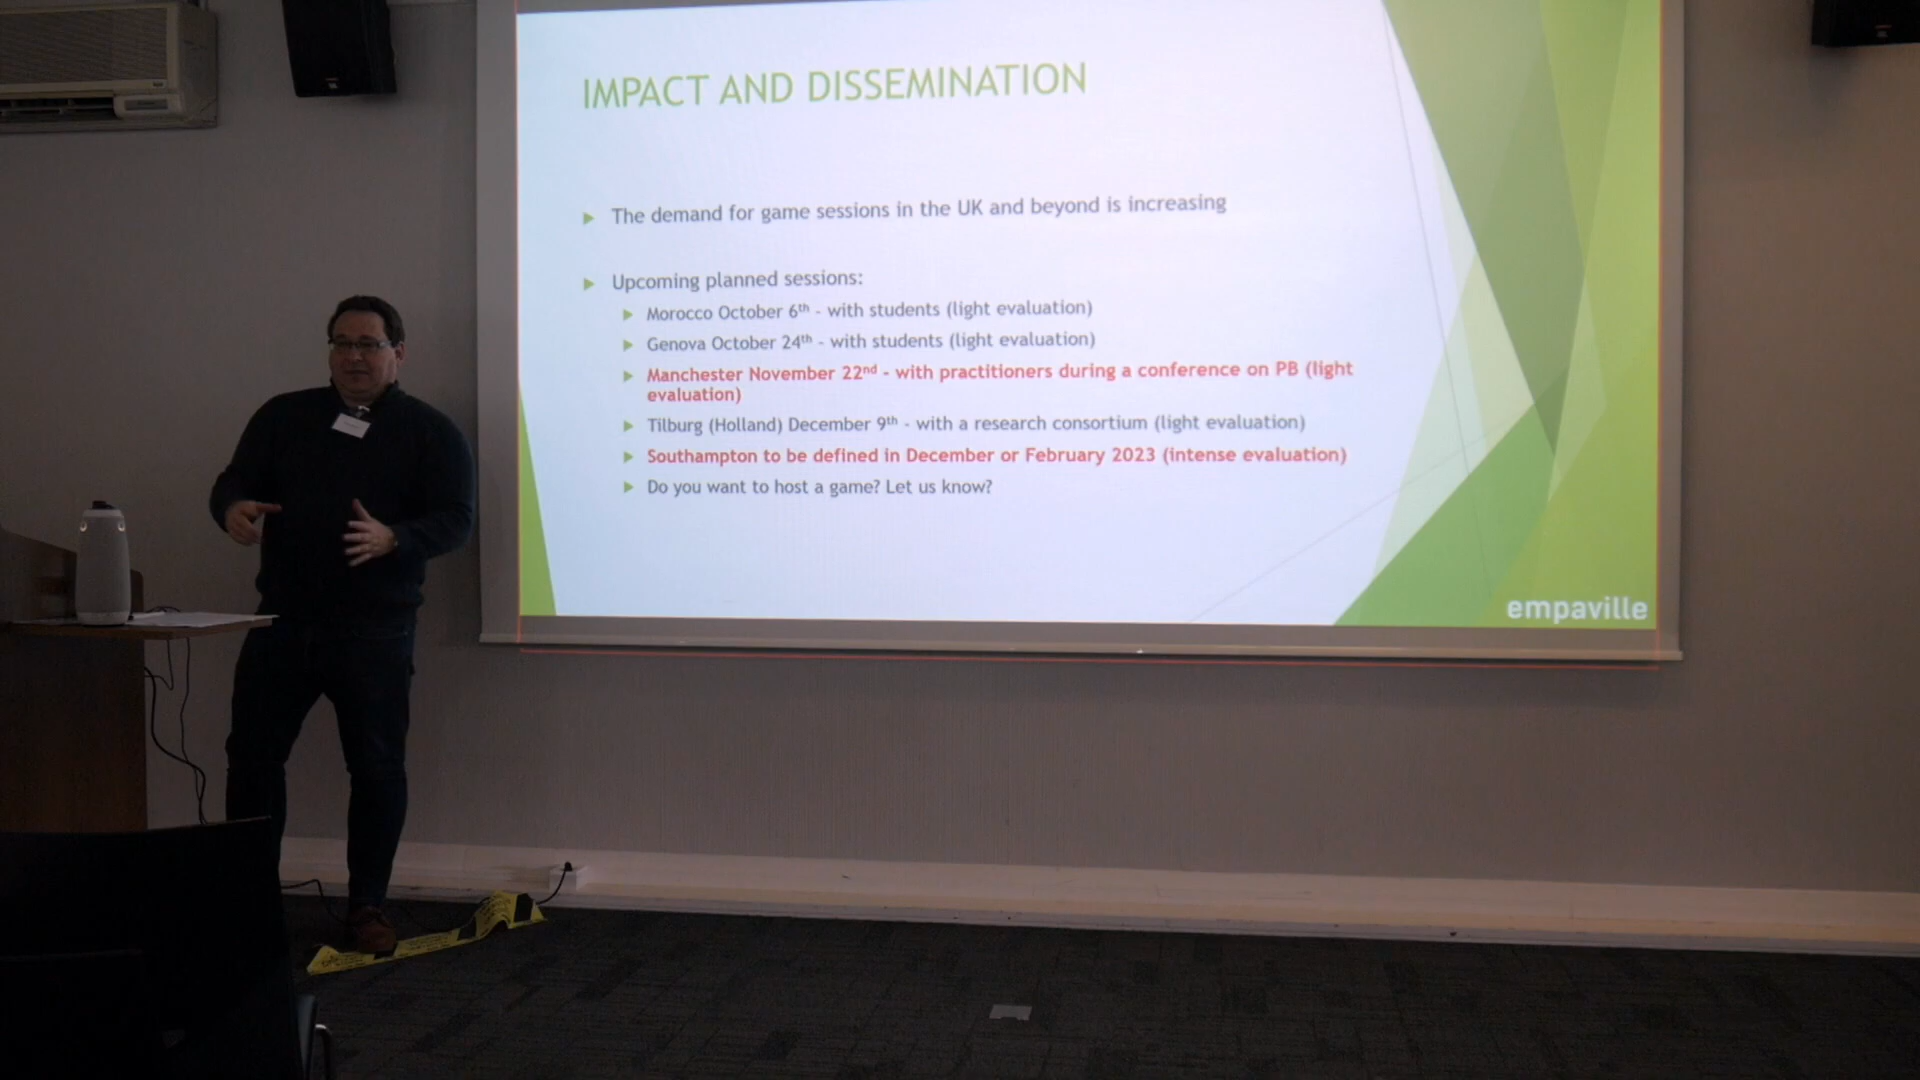 IMPACT AND DISSEMINATION
The demand for game sessions in the UK and beyond is increasing
Upcoming planned sessions:
Morocco October 6th - with students (light evaluation)
Genova October 24th - with students (light evaluation)
Manchester November 22nd - with practitioners during a conference on PB (light
evaluation)
Tilburg (Holland) December 9th - with a research consortium (light evaluation)
Southampton to be defined in December or February 2023 (intense evaluation)
Do you want to host a game? Let us know?
empaville